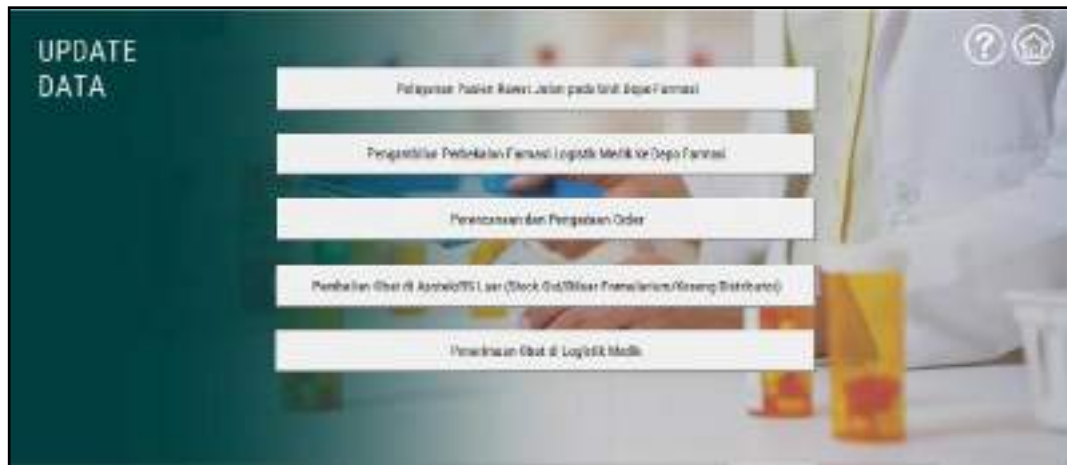 UPDATE
DATA
?
Pelayanan Pasien Rawat Jalan pada Unit Depo Farmasi
Pengambilan Perbekalan Farmasi Logistik Medik ke Depo Farmasi
Perencanaan dan Pengadaan Order
Pembelian Obat di Apotek/RS Luar (Stock Out/Diluar Formularium/Kosong Distributor)
Penerimaan Obat di Logistik Medik